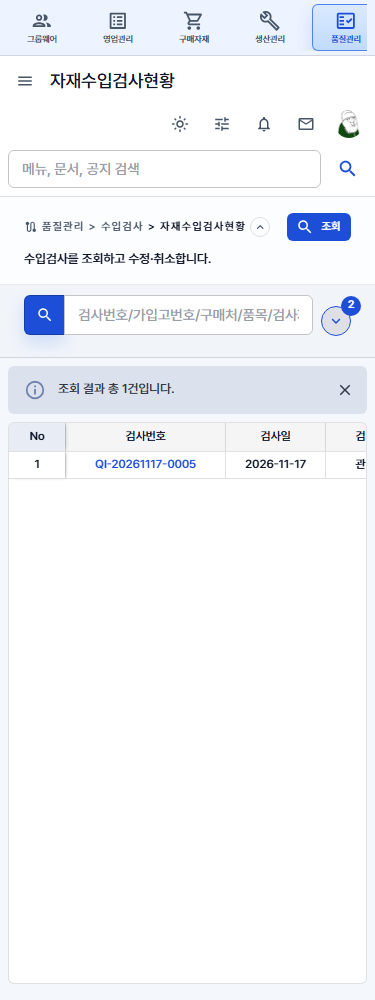 그룹웨어 영업관리 구매자재 생산관리 품질관리
자재수입검사현황
메뉴, 문서, 공지 검색
품질관리 > 수입검사 > 자재수입검사현황
조회
수입검사를 조회하고 수정·취소합니다.
검사번호/가입고번호/구매처/품목/검사
2
조회 결과 총 1건입니다.
No 검사번호 검사일 검
1 QI-20261117-0005 2026-11-17 관